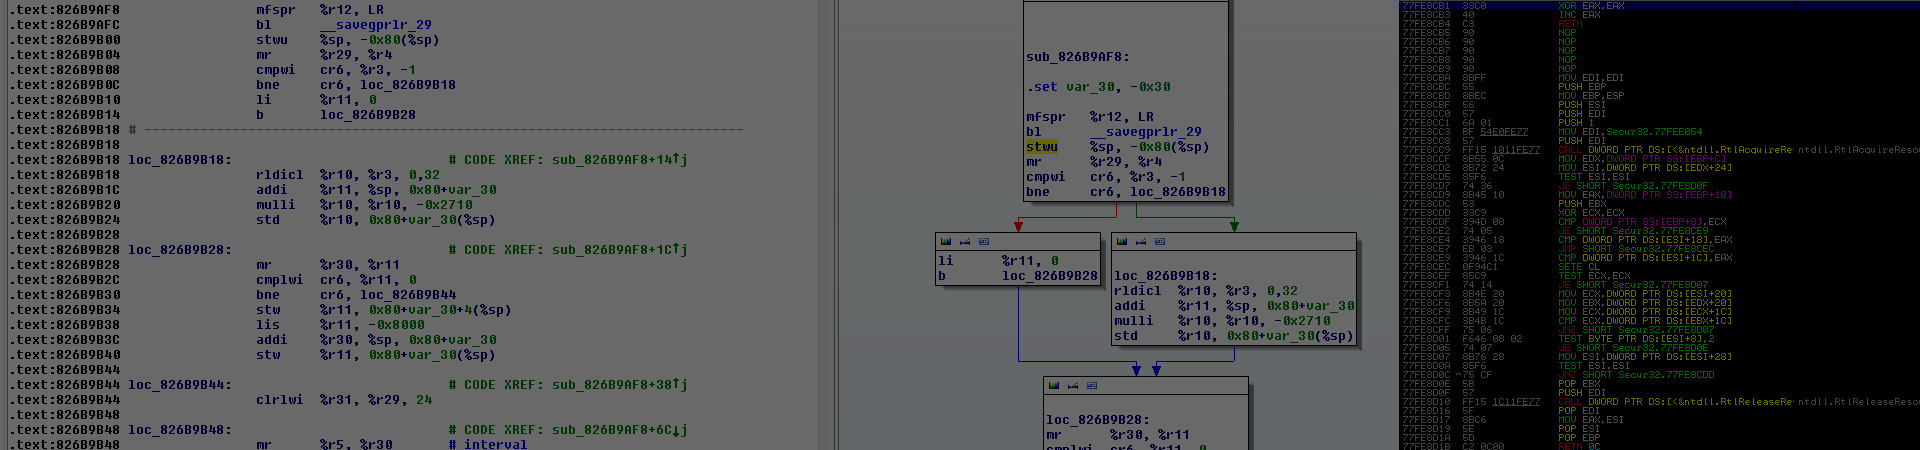 .text:826B9AF8 mfspr %r12, LR
.text:826B9AFC bl __savegprlr_29
.text:826B9B00 stwu %sp, -0x80(%sp)
.text:826B9B04 mr %r29, %r4
.text:826B9B08 cmpwi cr6, %r3, -1
.text:826B9B0C bne cr6, loc_826B9B18
.text:826B9B10 li %r11, 0
.text:826B9B14 b loc_826B9B28
.text:826B9B18 # ---------------------------------------------------------------------------
.text:826B9B18
.text:826B9B18 loc_826B9B18: # CODE XREF: sub_826B9AF8+14↑j
.text:826B9B18 rldicl %r10, %r3, 0,32
.text:826B9B1C addi %r11, %sp, 0x80+var_30
.text:826B9B20 mulli %r10, %r10, -0x2710
.text:826B9B24 std %r10, 0x80+var_30(%sp)
.text:826B9B28
.text:826B9B28 loc_826B9B28: # CODE XREF: sub_826B9AF8+1C↑j
.text:826B9B28 mr %r30, %r11
.text:826B9B2C cmplwi cr6, %r11, 0
.text:826B9B30 bne cr6, loc_826B9B44
.text:826B9B34 stw %r11, 0x80+var_30+4(%sp)
.text:826B9B38 lis %r11, -0x8000
.text:826B9B3C addi %r30, %sp, 0x80+var_30
.text:826B9B40 stw %r11, 0x80+var_30(%sp)
.text:826B9B44
.text:826B9B44 loc_826B9B44: # CODE XREF: sub_826B9AF8+38↑j
.text:826B9B44 clrlwi %r31, %r29, 24
.text:826B9B48
.text:826B9B48 loc_826B9B48: # CODE XREF: sub_826B9AF8+6C↓j
.text:826B9B48 mr %r5, %r30 # interval
sub_826B9AF8:
.set var_30, -0x30
mfspr %r12, LR
bl __savegprlr_29
stwu %sp, -0x80(%sp)
mr %r29, %r4
cmpwi cr6, %r3, -1
bne cr6, loc_826B9B18
li %r11, 0
b loc_826B9B28
loc_826B9B18:
rldicl %r10, %r3, 0,32
addi %r11, %sp, 0x80+var_30
mulli %r10, %r10, -0x2710
std %r10, 0x80+var_30(%sp)
loc_826B9B28:
mr %r30, %r11
cmplwi cr6, %r11, 0
77FE8CB1 33C0 XOR EAX,EAX
77FE8CB3 40 INC EAX
77FE8CB4 C3 RETN
77FE8CB5 90 NOP
77FE8CB6 90 NOP
77FE8CB7 90 NOP
77FE8CB8 90 NOP
77FE8CB9 90 NOP
77FE8CBA 8BFF MOV EDI,EDI
77FE8CBC 55 PUSH EBP
77FE8CBD 8BEC MOV EBP,ESP
77FE8CBF 56 PUSH ESI
77FE8CC0 57 PUSH EDI
77FE8CC1 6A 01 PUSH 1
77FE8CC3 BF 54E0FE77 MOV EDI,Secur32.77FEE054
77FE8CC8 57 PUSH EDI
77FE8CC9 FF15 1011FE77 CALL DWORD PTR DS:[<&ntdll.RtlAcquireRe ntdll.RtlAcquireReso
77FE8CCF 8B55 0C MOV EDX,DWORD PTR SS:[EBP+C]
77FE8CD2 8B72 24 MOV ESI,DWORD PTR DS:[EDX+24]
77FE8CD5 85F6 TEST ESI,ESI
77FE8CD7 74 36 JE SHORT Secur32.77FE8D0F
77FE8CD9 8B45 10 MOV EAX,DWORD PTR SS:[EBP+10]
77FE8CDC 53 PUSH EBX
77FE8CDD 33C9 XOR ECX,ECX
77FE8CDF 394D 08 CMP DWORD PTR SS:[EBP+8],ECX
77FE8CE2 74 05 JE SHORT Secur32.77FE8CE9
77FE8CE4 3946 18 CMP DWORD PTR DS:[ESI+18],EAX
77FE8CE7 EB 03 JMP SHORT Secur32.77FE8CEC
77FE8CE9 3946 1C CMP DWORD PTR DS:[ESI+1C],EAX
77FE8CEC 0F94C1 SETE CL
77FE8CEF 85C9 TEST ECX,ECX
77FE8CF1 74 14 JE SHORT Secur32.77FE8D07
77FE8CF3 8B4E 20 MOV ECX,DWORD PTR DS:[ESI+20]
77FE8CF6 8B5A 20 MOV EBX,DWORD PTR DS:[EDX+20]
77FE8CF9 8B49 1C MOV ECX,DWORD PTR DS:[ECX+1C]
77FE8CFC 3B4B 1C CMP ECX,DWORD PTR DS:[EBX+1C]
77FE8CFF 75 06 JNZ SHORT Secur32.77FE8D07
77FE8D01 F646 08 02 TEST BYTE PTR DS:[ESI+8],2
77FE8D05 74 07 JE SHORT Secur32.77FE8D0E
77FE8D07 8B76 28 MOV ESI,DWORD PTR DS:[ESI+28]
77FE8D0A 85F6 TEST ESI,ESI
77FE8D0C ^75 CF JNZ SHORT Secur32.77FE8CDD
77FE8D0E 5B POP EBX
77FE8D0F 57 PUSH EDI
77FE8D10 FF15 1C11FE77 CALL DWORD PTR DS:[<&ntdll.RtlReleaseRe ntdll.RtlReleaseReso
77FE8D16 5F POP EDI
77FE8D17 8BC6 MOV EAX,ESI
77FE8D19 5E POP ESI
77FE8D1A 5D POP EBP
77FE8D1B C2 0C00 RETN 0C